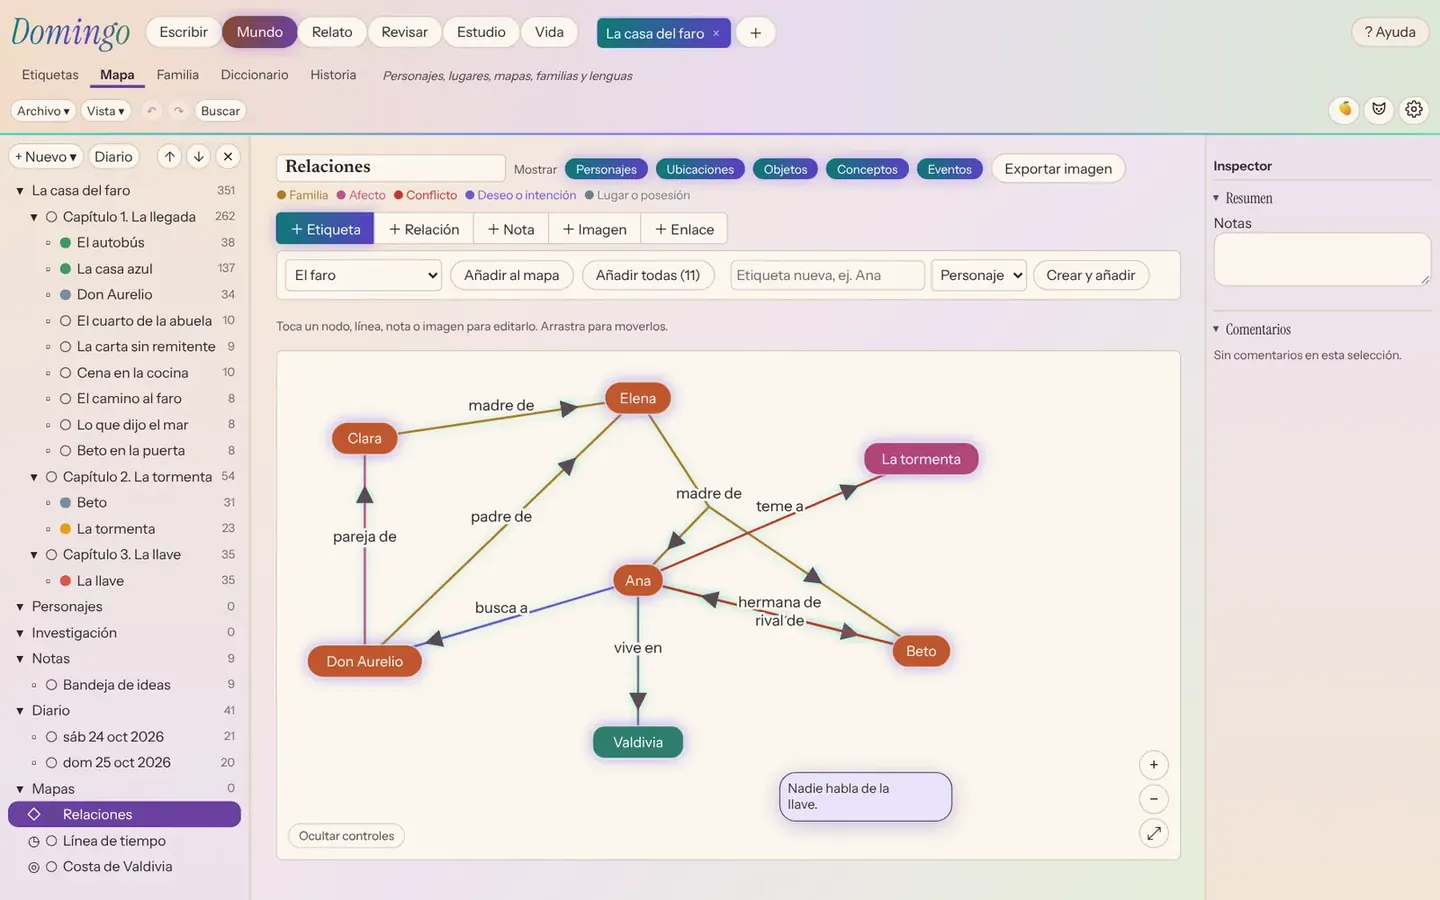 Domingo
Escribir Mundo Relato Revisar Estudio Vida
La casa del faro ×
+
? Ayuda
Etiquetas Mapa Familia Diccionario Historia
Personajes, lugares, mapas, familias y lenguas
Archivo ▾ Vista ▾ ↶ ↷ Buscar
+ Nuevo ▾ Diario ↑ ↓ ✕
La casa del faro 351
Capítulo 1. La llegada 262
El autobús 38
La casa azul 137
Don Aurelio 34
El cuarto de la abuela 10
La carta sin remitente 9
Cena en la cocina 10
El camino al faro 8
Lo que dijo el mar 8
Beto en la puerta 8
Capítulo 2. La tormenta 54
Beto 31
La tormenta 23
Capítulo 3. La llave 35
La llave 35
Personajes 0
Investigación 0
Notas 9
Bandeja de ideas 9
Diario 41
sáb 24 oct 2026 21
dom 25 oct 2026 20
Mapas 0
Relaciones
Línea de tiempo
Costa de Valdivia
Relaciones
Mostrar Personajes Ubicaciones Objetos Conceptos Eventos Exportar imagen
Familia Afecto Conflicto Deseo o intención Lugar o posesión
+ Etiqueta + Relación + Nota + Imagen + Enlace
El faro Añadir al mapa Añadir todas (11) Etiqueta nueva, ej. Ana Personaje Crear y añadir
Toca un nodo, línea, nota o imagen para editarlo. Arrastra para moverlos.
Elena
madre de
Clara
La tormenta
madre de
teme a
padre de
pareja de
Ana
hermana de
busca a
rival de
vive en
Beto
Don Aurelio
Valdivia
Nadie habla de la
llave.
+
−
Ocultar controles
Inspector
Resumen
Notas
Comentarios
Sin comentarios en esta selección.